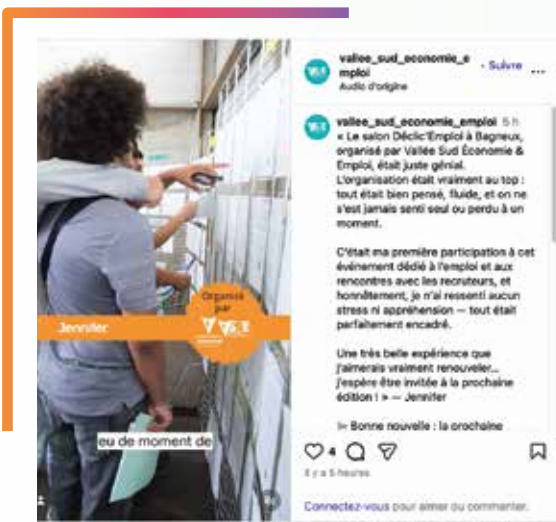 Jennifer
Organisé
par
VSEE
eu de moment de
vallee_sud_economie_e
mploi
• Suivre
...
Audio d'origine
vallee_sud_economie_emploi 5 h
« Le salon Déclic'Emploi à Bagneux,
organisé par Vallée Sud Économie &
Emploi, était juste génial.
L'organisation était vraiment au top :
tout était bien pensé, fluide, et on ne
s'est jamais senti seul ou perdu à un
moment.
C'était ma première participation à cet
événement dédié à l'emploi et aux
rencontres avec les recruteurs, et
honnêtement, je n'ai ressenti aucun
stress ni appréhension — tout était
parfaitement encadré.
Une très belle expérience que
j'aimerais vraiment renouveler...
j'espère être invitée à la prochaine
édition ! » — Jennifer
Bonne nouvelle : la prochaine
4
Il y a 5 heures
Connectez-vous pour aimer ou commenter.